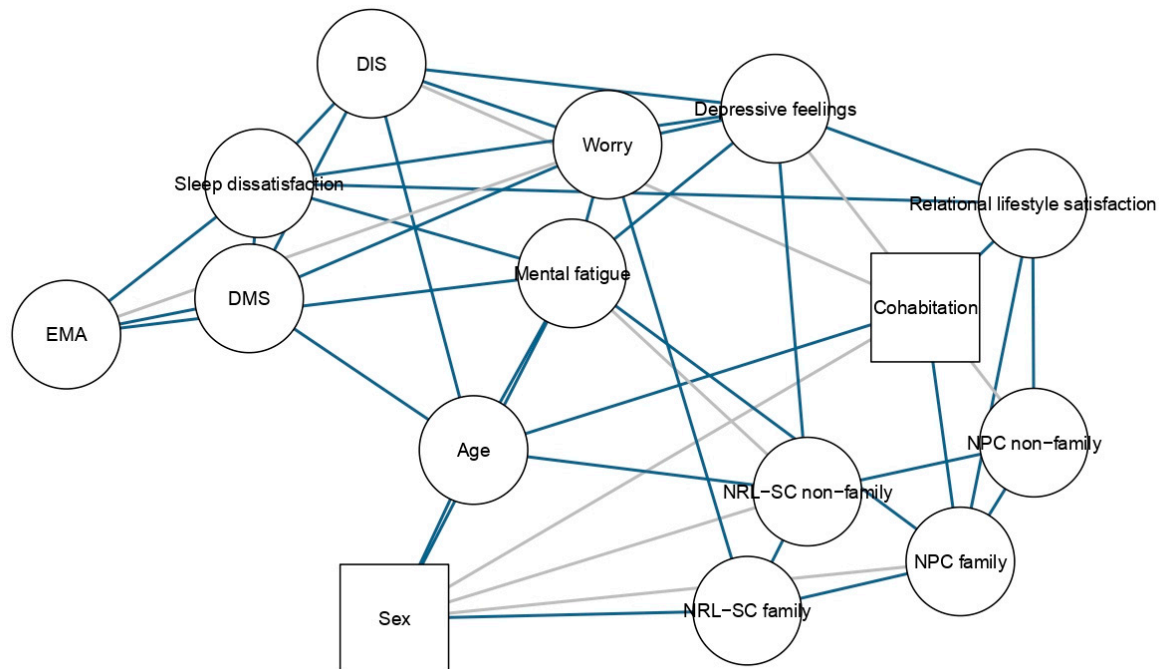 DIS
Depressive feelings
Worry
Sleep dissatisfaction
Relational lifestyle satisfaction
Mental fatigue
DMS
Cohabitation
EMA
Age
NPC non−family
NRL−SC non−family
NPC family
NRL−SC family
Sex